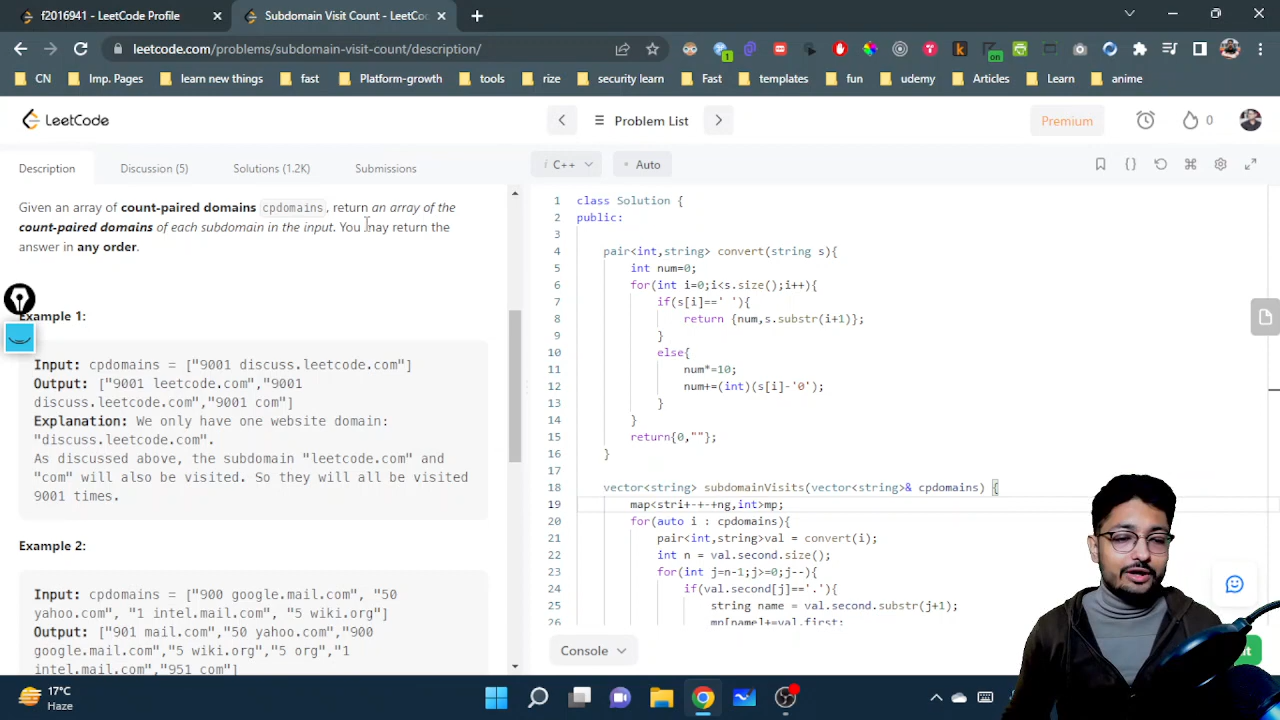 f2016941 - LeetCode Profile
Subdomain Visit Count - LeetCo
leetcode.com/problems/subdomain-visit-count/description/
CN
Imp. Pages
learn new things
fast
Platform-growth
tools
rize
security learn
Fast
templates
fun
udemy
Articles
Learn
anime
LeetCode
Problem List
Premium
0
Description
Discussion (5)
Solutions (1.2K)
Submissions
Given an array of count-paired domains cpdomains, return an array of the
count-paired domains of each subdomain in the input. You may return the
answer in any order.
Example 1:
Input: cpdomains = ["9001 discuss.leetcode.com"]
Output: ["9001 leetcode.com","9001
discuss.leetcode.com","9001 com"]
Explanation: We only have one website domain:
"discuss.leetcode.com".
As discussed above, the subdomain "leetcode.com" and
"com" will also be visited. So they will all be visited
9001 times.
Example 2:
Input: cpdomains = ["900 google.mail.com", "50
yahoo.com", "1 intel.mail.com", "5 wiki.org"]
Output: ["901 mail.com","50 yahoo.com","900
google.mail.com","5 wiki.org","5 org","1
intel.mail.com","951 com"]
i C++
Auto
1 class Solution {
2 public:
3
4 pair<int,string> convert(string s){
5 int num=0;
6 for(int i=0;i<s.size();i++){
7 if(s[i]==' '){
8 return {num,s.substr(i+1)};
9 }
10 else{
11 num*=10;
12 num+=(int)(s[i]-'0');
13 }
14 }
15 return{0,""};
16 }
17
18 vector<string> subdomainVisits(vector<string>& cpdomains) {
19 map<stri+-+-+ng,int>mp;
20 for(auto i : cpdomains){
21 pair<int,string>val = convert(i);
22 int n = val.second.size();
23 for(int j=n-1;j>=0;j--){
24 if(val.second[j]=='.'){
25 string name = val.second.substr(j+1);
26 mp[name]+=val.first;
Console
17°C
Haze